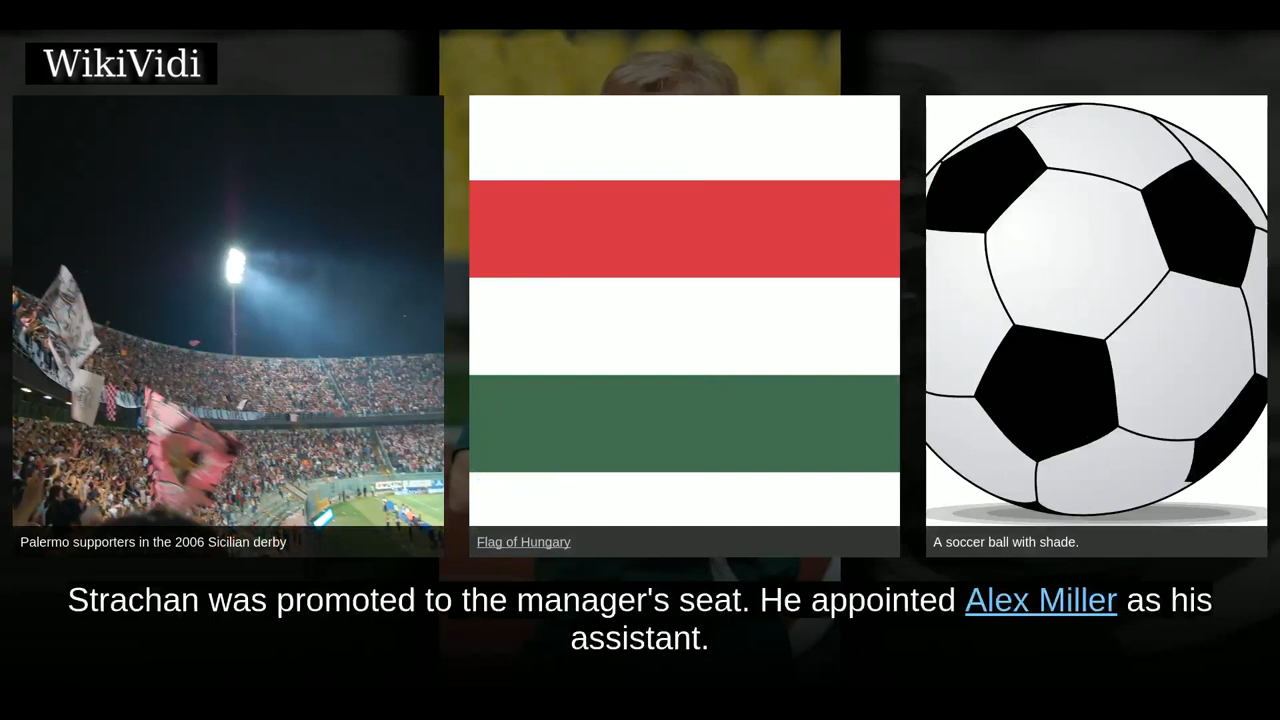 WikiVidi
Palermo supporters in the 2006 Sicilian derby
Flag of Hungary
A soccer ball with shade.
Strachan was promoted to the manager's seat. He appointed Alex Miller as his
assistant.